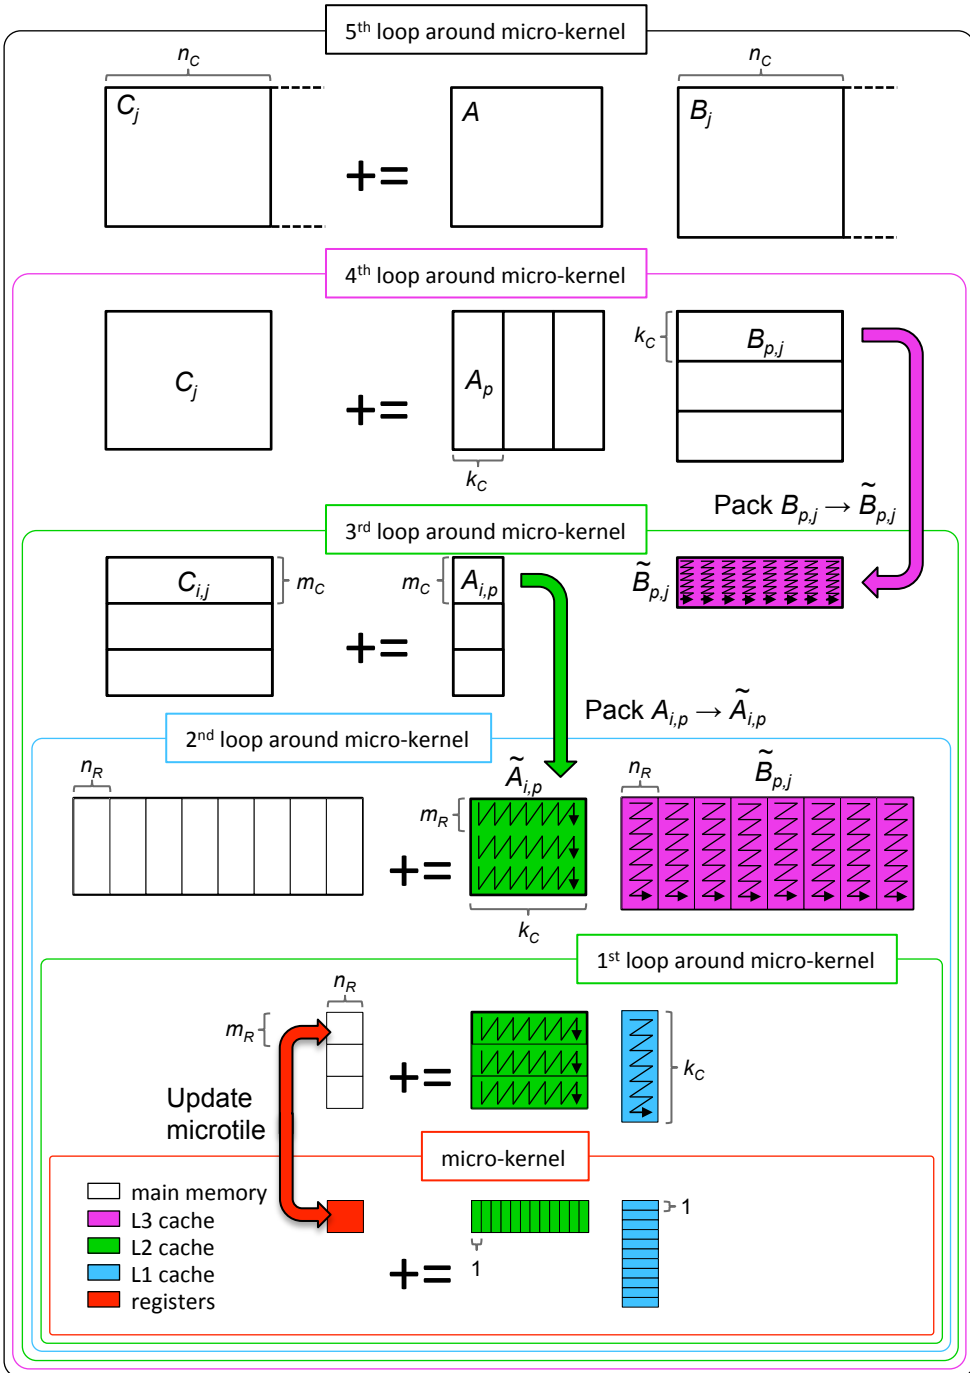 5th loop around micro-kernel
nC nC
Cj A Bj
+=
4th loop around micro-kernel
kC Bp,j
Cj Ap
+=
kC
Pack Bp,j → B̃p,j
3rd loop around micro-kernel
Ci,j mC mC Ai,p B̃p,j
+=
Pack Ai,p → Ãi,p
2nd loop around micro-kernel
nR Ãi,p nR B̃p,j
mR
+=
kC
1st loop around micro-kernel
nR
mR
+= kC
Update
microtile
micro-kernel
main memory
L3 cache
L2 cache
L1 cache
registers
+=
1
1